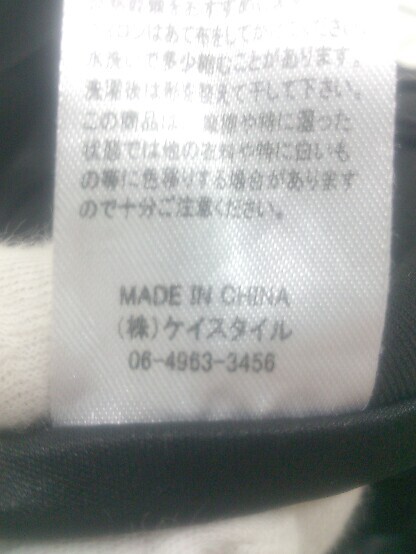 アイロンはあて布をしてかけてください。
水洗いで多少縮むことがあります。
洗濯後は形を整えて干して下さい。
この商品は 摩擦や特に湿った
状態では他の衣料や特に白いも
の等に色移りする場合があります
ので十分ご注意ください。
MADE IN CHINA
(株)ケイスタイル
06-4963-3456